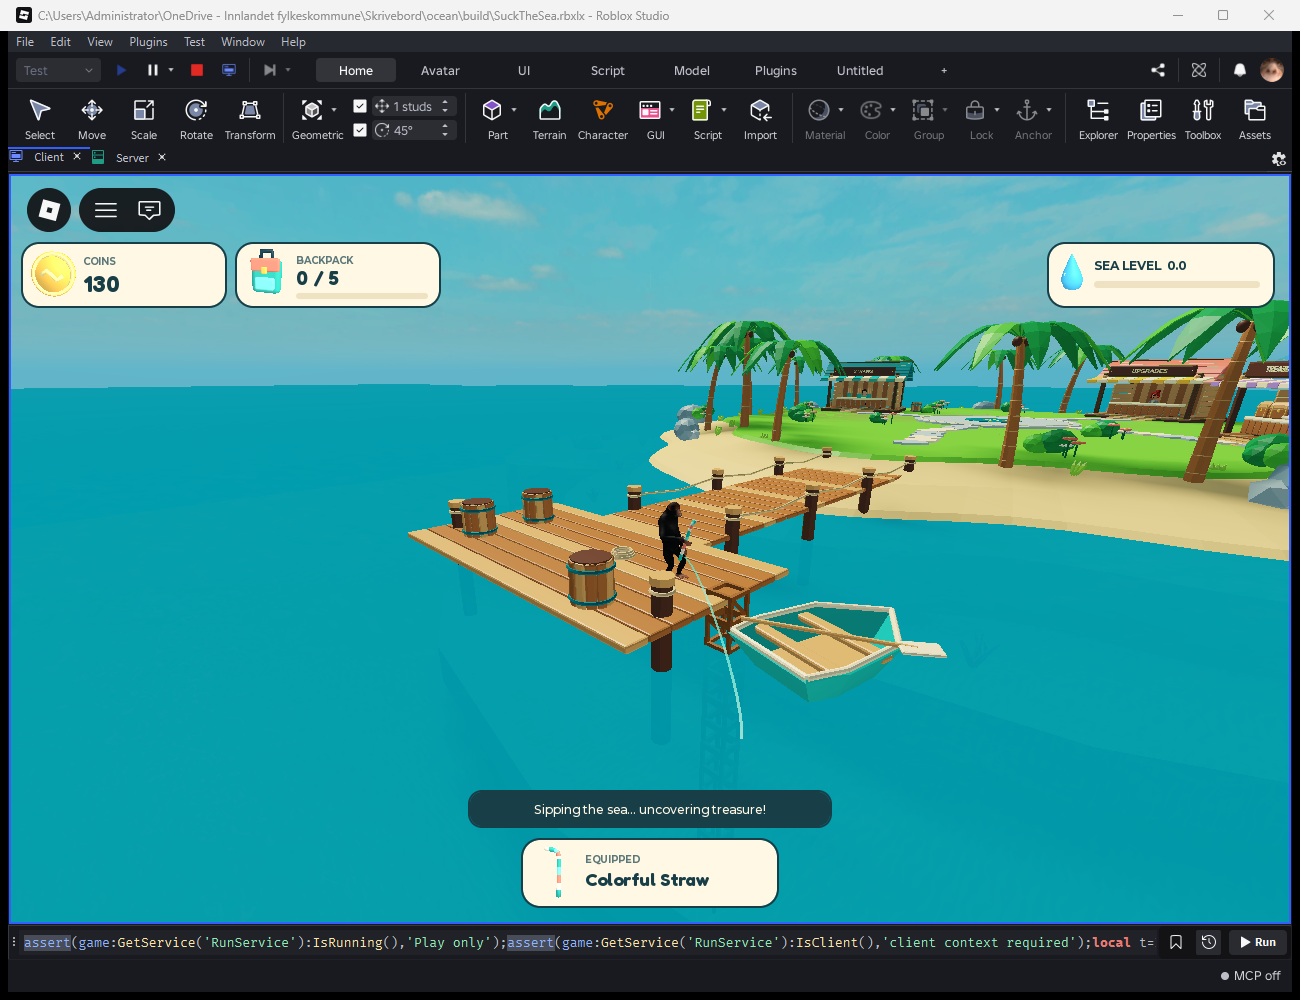 C:\Users\Administrator\OneDrive - Innlandet fylkeskommune\Skrivebord\ocean\build\SuckTheSea.rbxlx - Roblox Studio
File Edit View Plugins Test Window Help
Test Home Avatar UI Script Model Plugins Untitled +
1 studs
45°
Select Move Scale Rotate Transform Geometric Part Terrain Character GUI Script Import Material Color Group Lock Anchor Explorer Properties Toolbox Assets
Client Server
COINS
130
BACKPACK
0 / 5
SEA LEVEL 0.0
STRAWS
UPGRADES
Sipping the sea... uncovering treasure!
EQUIPPED
Colorful Straw
assert(game:GetService('RunService'):IsRunning(),'Play only');assert(game:GetService('RunService'):IsClient(),'client context required');local t=
Run
MCP off